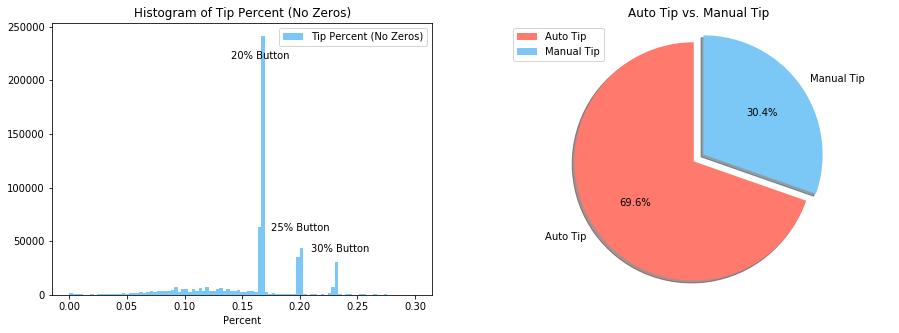 Histogram of Tip Percent (No Zeros)
Tip Percent (No Zeros)
20% Button
25% Button
30% Button
250000
200000
150000
100000
50000
0
0.00 0.05 0.10 0.15 0.20 0.25 0.30
Percent
Auto Tip vs. Manual Tip
Auto Tip
Manual Tip
Manual Tip
30.4%
69.6%
Auto Tip